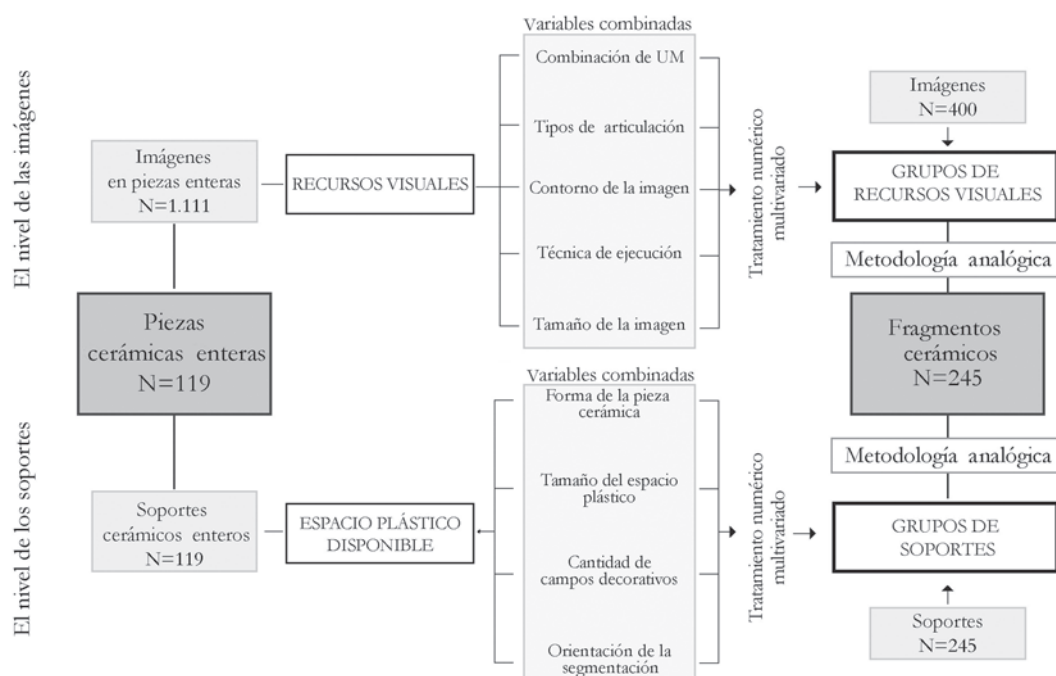 El nivel de las imágenes
Imágenes
en piezas enteras
N=1.111
RECURSOS VISUALES
Variables combinadas
Combinación de UM
Tipos de articulación
Contorno de la imagen
Técnica de ejecución
Tamaño de la imagen
Tratamiento numérico
multivariado
Imágenes
N=400
GRUPOS DE
RECURSOS VISUALES
Metodología analógica
Piezas
cerámicas enteras
N=119
Fragmentos
cerámicos
N=245
El nivel de los soportes
Soportes
cerámicos enteros
N=119
ESPACIO PLÁSTICO
DISPONIBLE
Variables combinadas
Forma de la pieza
cerámica
Tamaño del espacio
plástico
Cantidad de
campos decorativos
Orientación de la
segmentación
Tratamiento numérico
multivariado
Metodología analógica
GRUPOS DE
SOPORTES
Soportes
N=245